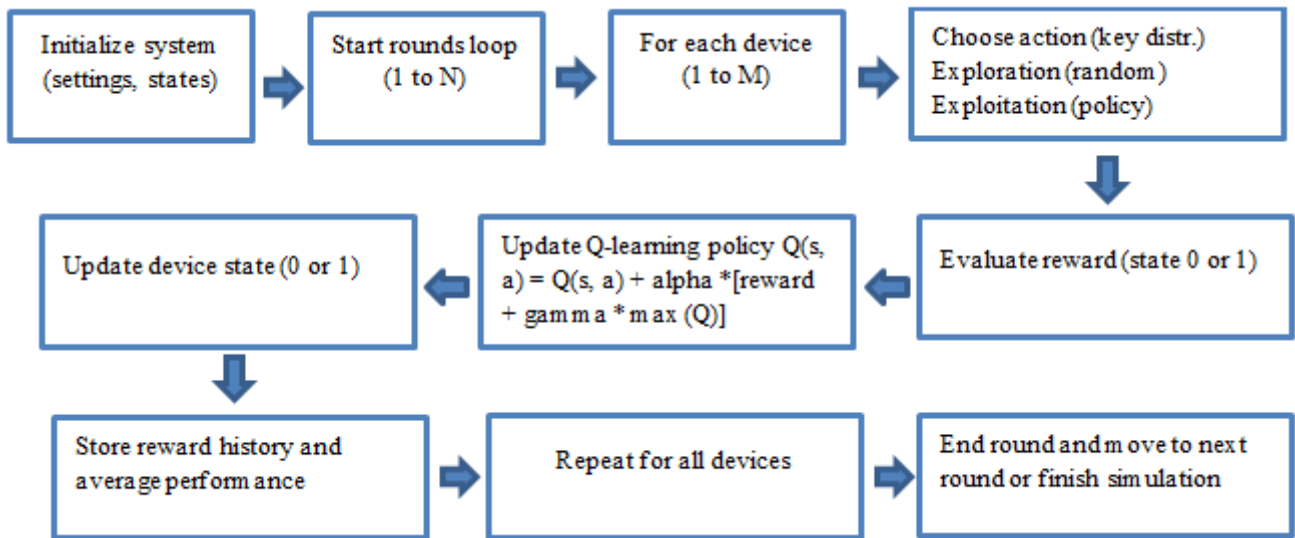 Initialize system
(settings, states)
Start rounds loop
(1 to N)
For each device
(1 to M)
Choose action (key distr.)
Exploration (random)
Exploitation (policy)
Evaluate reward (state 0 or 1)
Update Q-learning policy Q(s,
a) = Q(s, a) + alpha *[reward
+ gamma * max (Q)]
Update device state (0 or 1)
Store reward history and
average performance
Repeat for all devices
End round and move to next
round or finish simulation